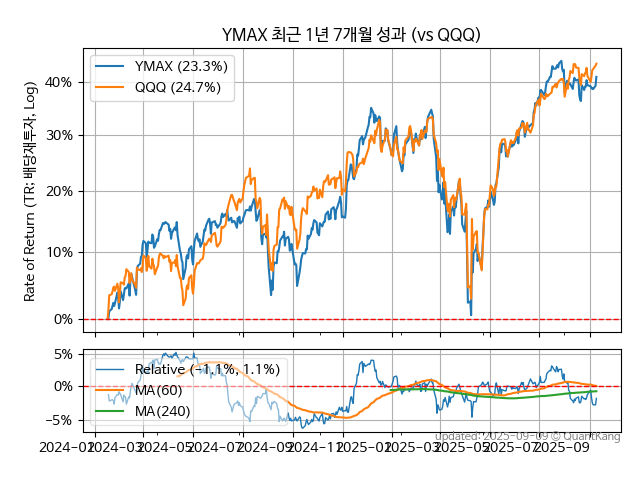 YMAX 최근 1년 7개월 성과 (vs QQQ)
YMAX (23.3%)
QQQ (24.7%)
Rate of Return (TR: 배당재투자, Log)
40%
30%
20%
10%
0%
5%
0%
−5%
Relative (−1.1%, 1.1%)
MA(60)
MA(240)
2024-01 2024-03 2024-05 2024-07 2024-09 2024-11 2025-01 2025-03 2025-05 2025-07 2025-09
updated: 2025-09-09 © QuantKang